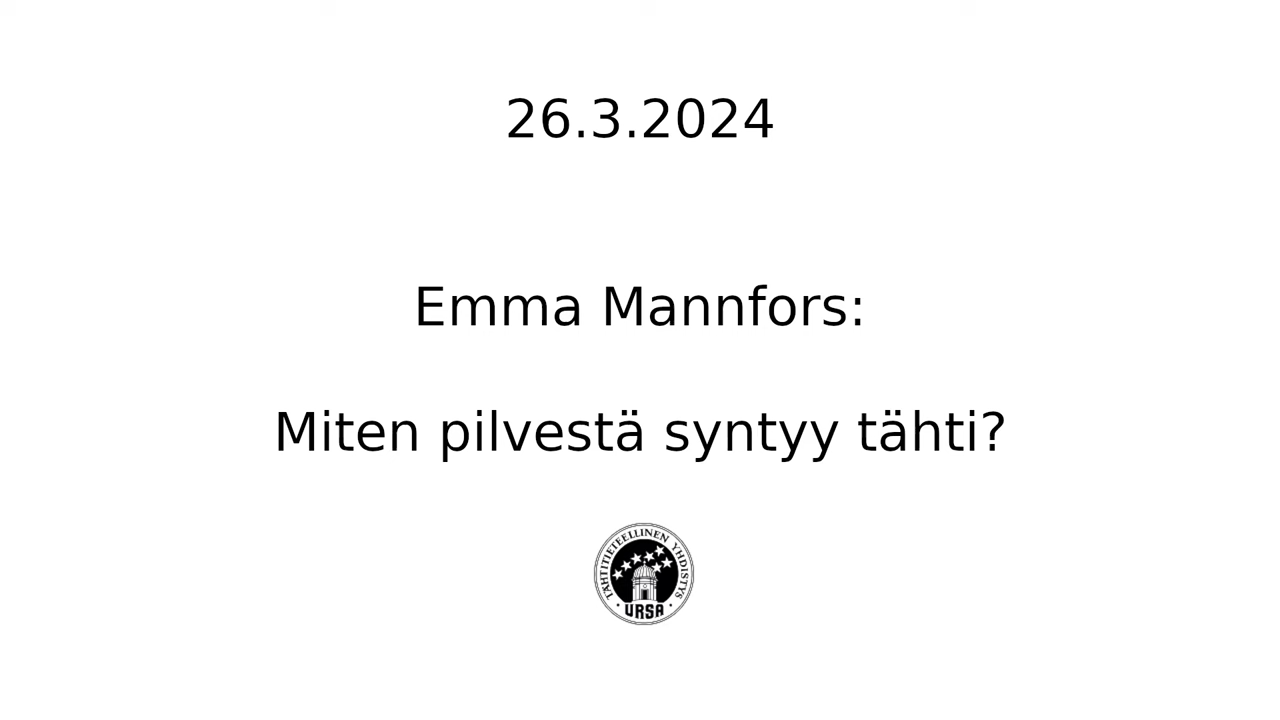 26.3.2024
Emma Mannfors:
Miten pilvestä syntyy tähti?
TÄHTITIETEELLINEN YHDISTYS
· URSA ·